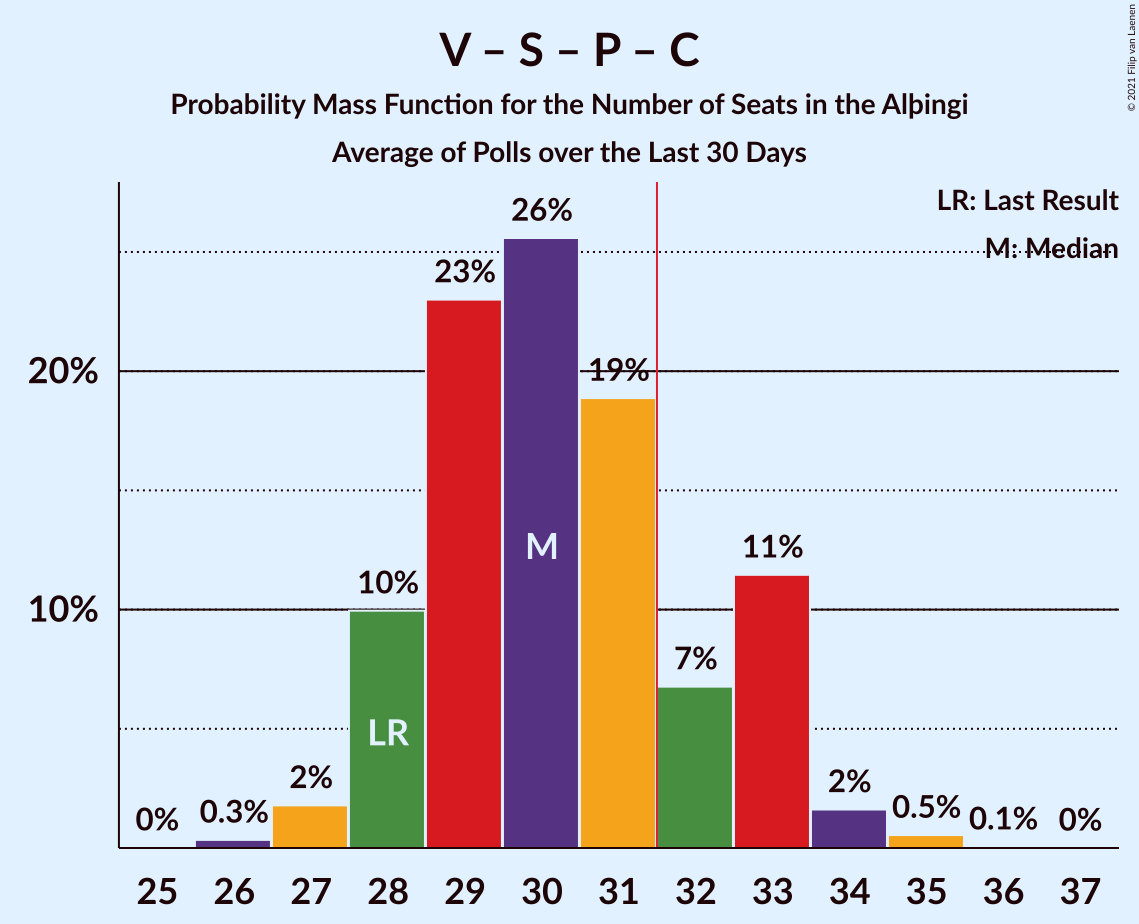 V – S – P – C
Probability Mass Function for the Number of Seats in the Alþingi
Average of Polls over the Last 30 Days
© 2021 Filip van Laenen
LR: Last Result
M: Median
20%
10%
0%
0.3%
2%
10%
23%
26%
19%
7%
11%
2%
0.5%
0.1%
0%
LR
M
25 26 27 28 29 30 31 32 33 34 35 36 37